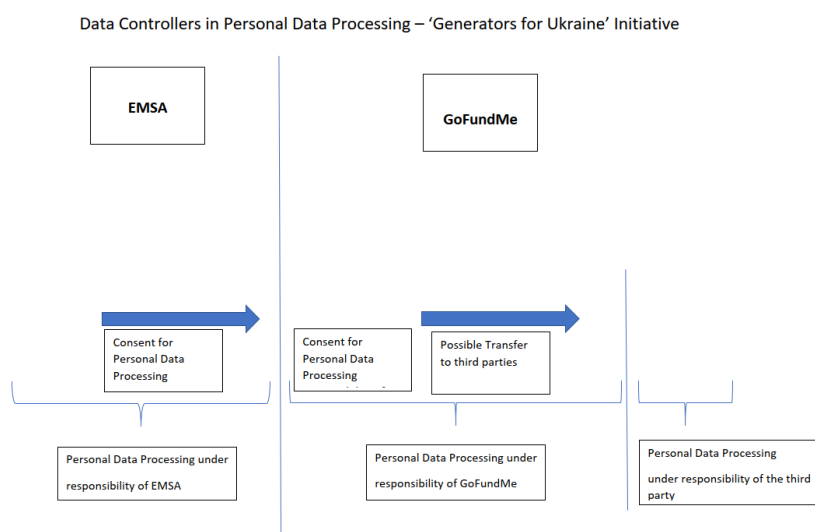 Data Controllers in Personal Data Processing – ‘Generators for Ukraine’ Initiative
EMSA
GoFundMe
Consent for
Personal Data
Processing
Consent for
Personal Data
Processing
Possible Transfer
to third parties
Personal Data Processing under
responsibility of EMSA
Personal Data Processing under
responsibility of GoFundMe
Personal Data Processing
under responsibility of the third
party